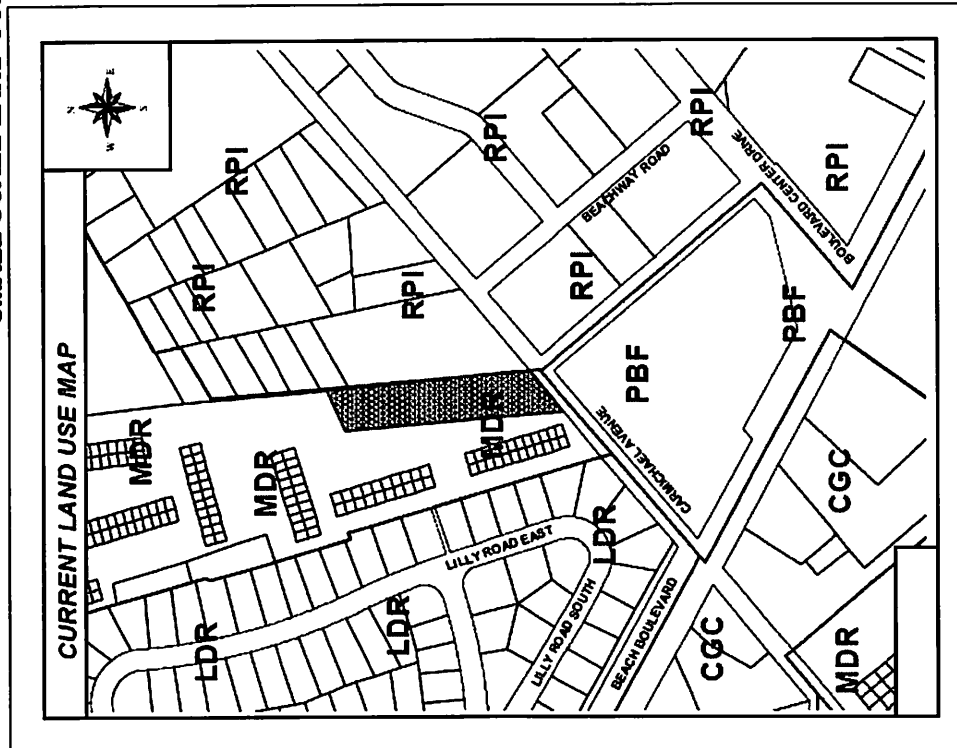 CURRENT LAND USE MAP
N
W E
S
RPI
RPI
RPI
RPI
RPI
RPI
RPI
MDR
MDR
MDR
LDR
LDR
LDR
PBF
PBF
CGC
CGC
MDR
LILLY ROAD EAST
LILLY ROAD SOUTH
BEACH BOULEVARD
CARMICHAEL AVENUE
BEACHWAY ROAD
BOULEVARD CENTER DRIVE